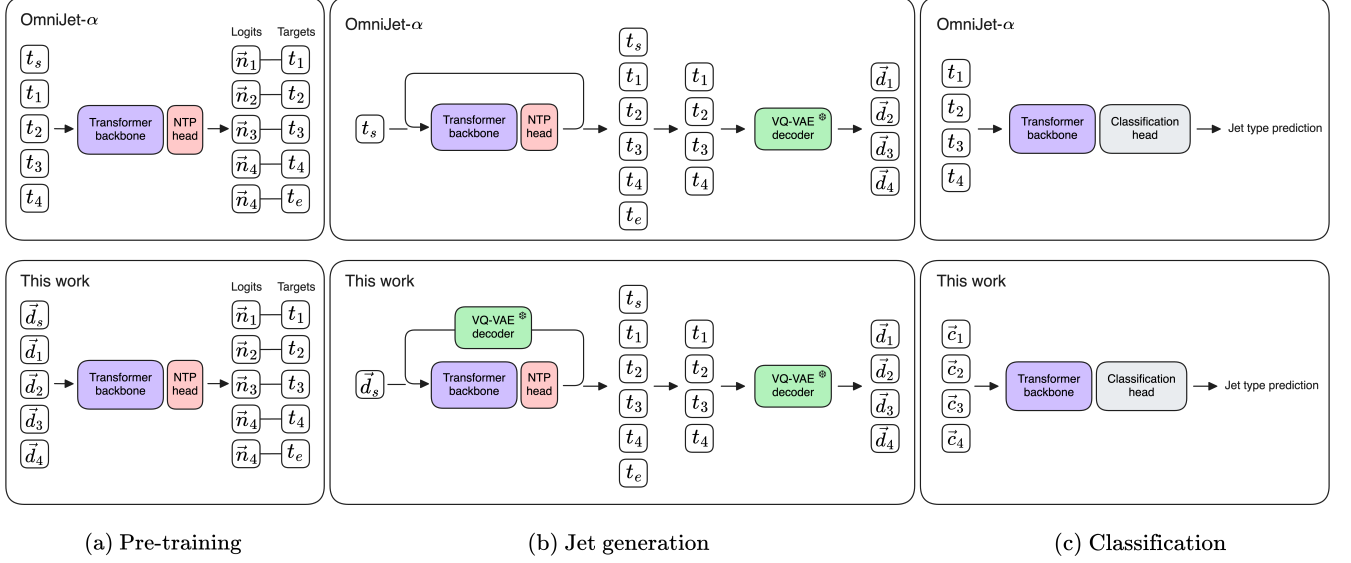 OmniJet-α
Logits Targets
t_s
t_1
t_2
t_3
t_4
Transformer
backbone
NTP
head
n⃗_1 t_1
n⃗_2 t_2
n⃗_3 t_3
n⃗_4 t_4
n⃗_4 t_e
OmniJet-α
t_s
Transformer
backbone
NTP
head
t_s
t_1
t_2
t_3
t_4
t_e
t_1
t_2
t_3
t_4
VQ-VAE ❄
decoder
d⃗_1
d⃗_2
d⃗_3
d⃗_4
OmniJet-α
t_1
t_2
t_3
t_4
Transformer
backbone
Classification
head
Jet type prediction
This work
Logits Targets
d⃗_s
d⃗_1
d⃗_2
d⃗_3
d⃗_4
Transformer
backbone
NTP
head
n⃗_1 t_1
n⃗_2 t_2
n⃗_3 t_3
n⃗_4 t_4
n⃗_4 t_e
This work
VQ-VAE ❄
decoder
d⃗_s
Transformer
backbone
NTP
head
t_s
t_1
t_2
t_3
t_4
t_e
t_1
t_2
t_3
t_4
VQ-VAE ❄
decoder
d⃗_1
d⃗_2
d⃗_3
d⃗_4
This work
c⃗_1
c⃗_2
c⃗_3
c⃗_4
Transformer
backbone
Classification
head
Jet type prediction
(a) Pre-training
(b) Jet generation
(c) Classification